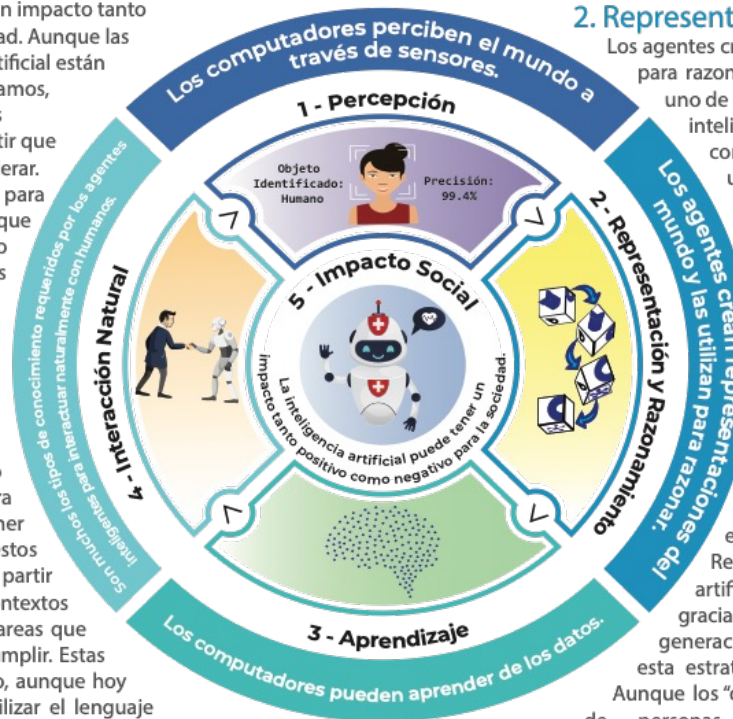 n impacto tanto
ad. Aunque las
tificial están
amos,
tir que
erar.
para
que
o
s
ra
ner
estos
partir
ntextos
areas que
mplir. Estas
o, aunque hoy
ilizar el lenguaje
Los computadores perciben el mundo a
través de sensores.
1 - Percepción
Objeto
Identificado:
Humano
Precisión:
99.4%
Los agentes crean representaciones del
mundo y las utilizan para razonar.
2 - Representación y Razonamiento
3 - Aprendizaje
Los computadores pueden aprender de los datos.
Son muchos los tipos de conocimiento requeridos por los agentes
inteligentes para interactuar naturalmente con humanos.
4 - Interacción Natural
5 - Impacto Social
La inteligencia artificial puede tener un
impacto tanto positivo como negativo para la sociedad.
2. Represent
Los agentes cr
para razon
uno de
inteli
con
u
e
Re
artif
gracia
generac
esta estrat
Aunque los “c